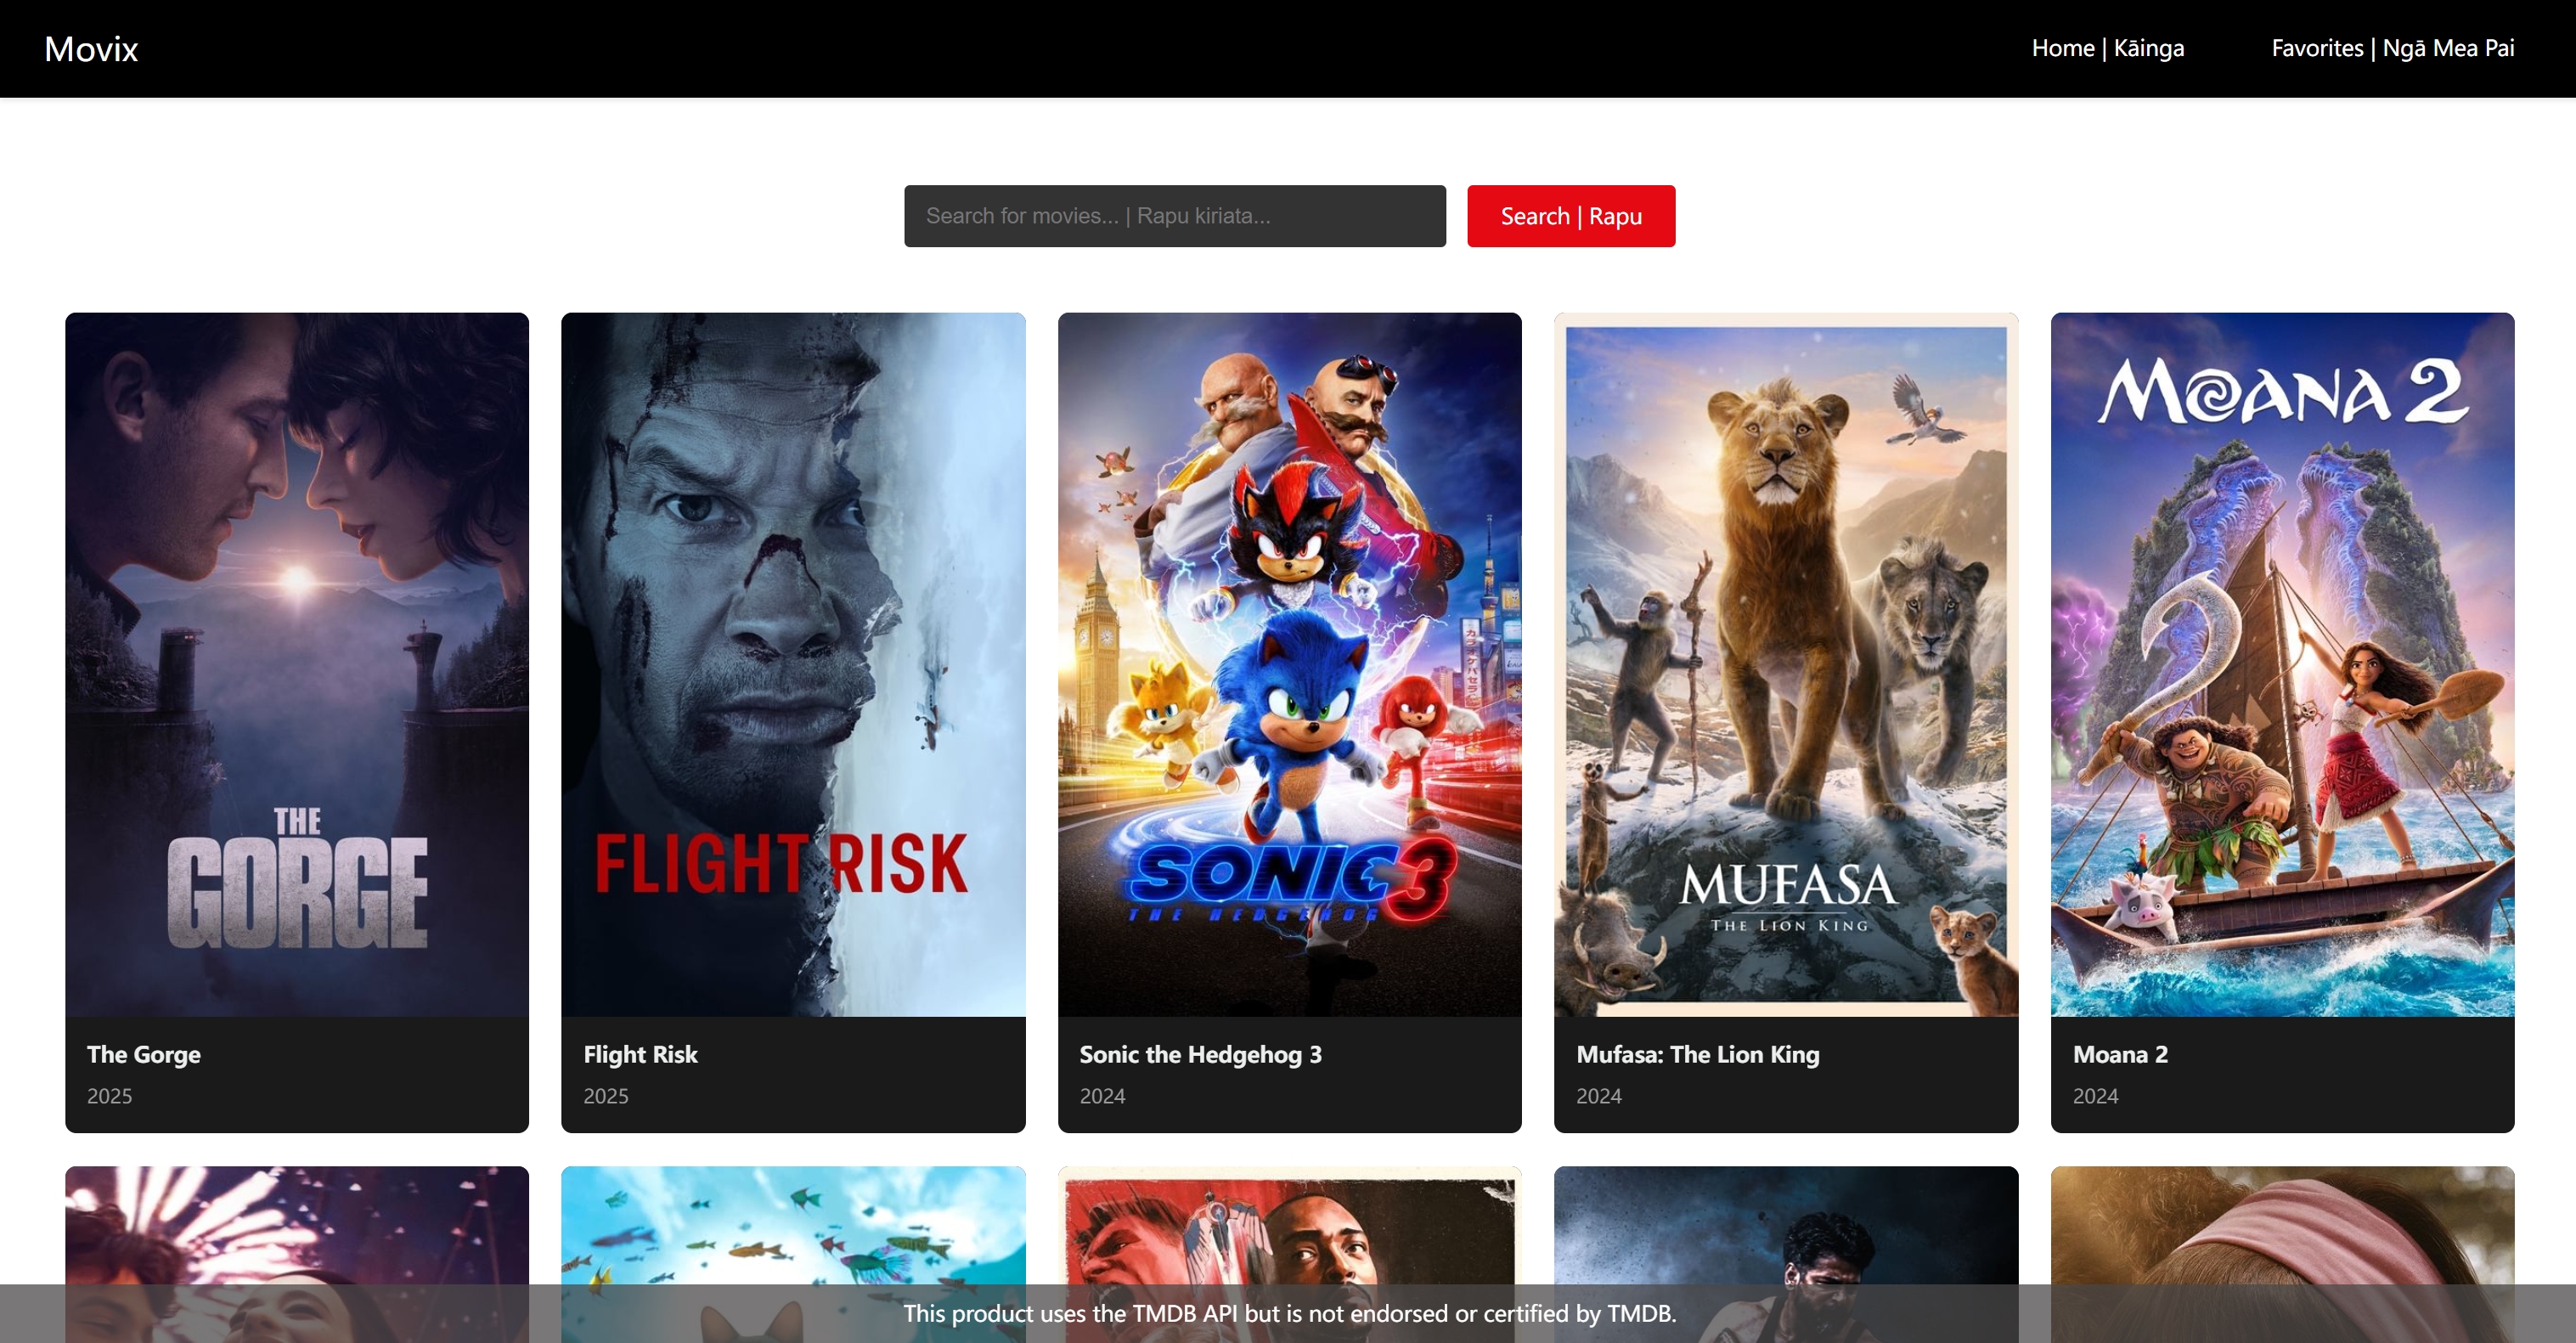 Movix
Home | Kāinga
Favorites | Ngā Mea Pai
Search for movies... | Rapu kiriata...
Search | Rapu
THE
GORGE
FLIGHT RISK
SONIC 3
THE HEDGEHOG
MUFASA
THE LION KING
MOANA 2
The Gorge
2025
Flight Risk
2025
Sonic the Hedgehog 3
2024
Mufasa: The Lion King
2024
Moana 2
2024
This product uses the TMDB API but is not endorsed or certified by TMDB.